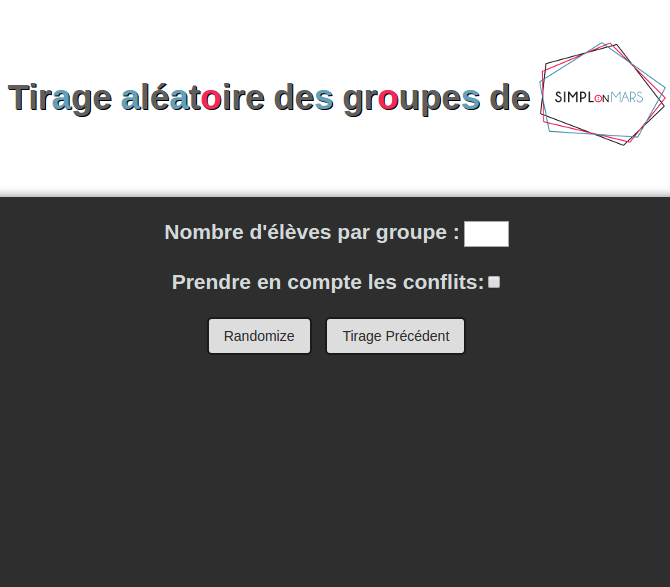 Tirage aléatoire des groupes de
SIMPLONMARS
Nombre d'élèves par groupe :
Prendre en compte les conflits:
Randomize
Tirage Précédent